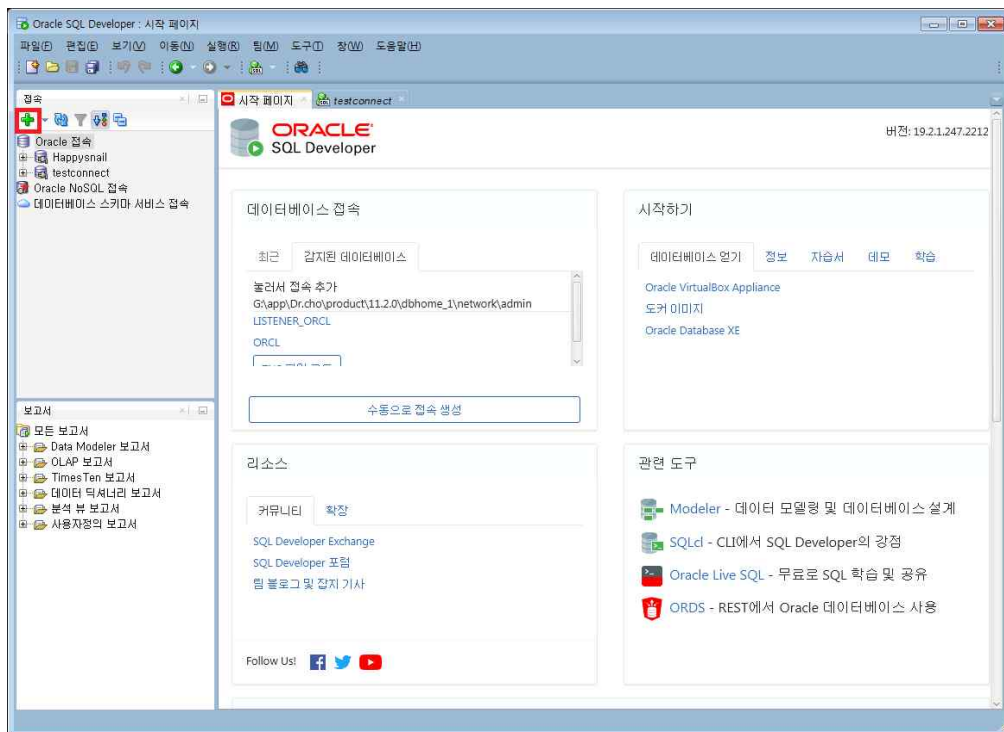 Oracle SQL Developer : 시작 페이지
파일(F) 편집(E) 보기(V) 이동(N) 실행(R) 팀(M) 도구(T) 창(W) 도움말(H)
접속
시작 페이지
testconnect
Oracle 접속
Happysnail
testconnect
Oracle NoSQL 접속
데이터베이스 스키마 서비스 접속
ORACLE
SQL Developer
버전: 19.2.1.247.2212
데이터베이스 접속
최근 감지된 데이터베이스
눌러서 접속 추가
G:\app\Dr.cho\product\11.2.0\dbhome_1\network\admin
LISTENER_ORCL
ORCL
수동으로 접속 생성
시작하기
데이터베이스 얻기 정보 자습서 데모 학습
Oracle VirtualBox Appliance
도커 이미지
Oracle Database XE
보고서
모든 보고서
Data Modeler 보고서
OLAP 보고서
TimesTen 보고서
데이터 딕셔너리 보고서
분석 뷰 보고서
사용자정의 보고서
리소스
커뮤니티 확장
SQL Developer Exchange
SQL Developer 포럼
팀 블로그 및 잡지 기사
Follow Us!
관련 도구
Modeler - 데이터 모델링 및 데이터베이스 설계
SQLcl - CLI에서 SQL Developer의 강점
Oracle Live SQL - 무료로 SQL 학습 및 공유
ORDS - REST에서 Oracle 데이터베이스 사용